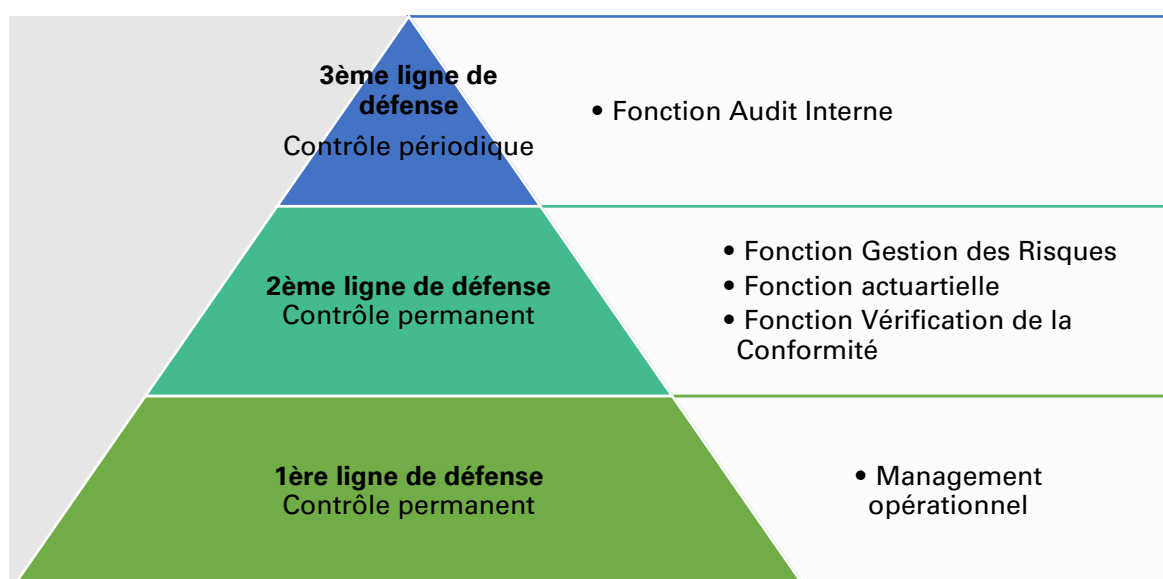 3ème ligne de
défense
Contrôle périodique
• Fonction Audit Interne
2ème ligne de défense
Contrôle permanent
• Fonction Gestion des Risques
• Fonction actuartielle
• Fonction Vérification de la
Conformité
1ère ligne de défense
Contrôle permanent
• Management
opérationnel